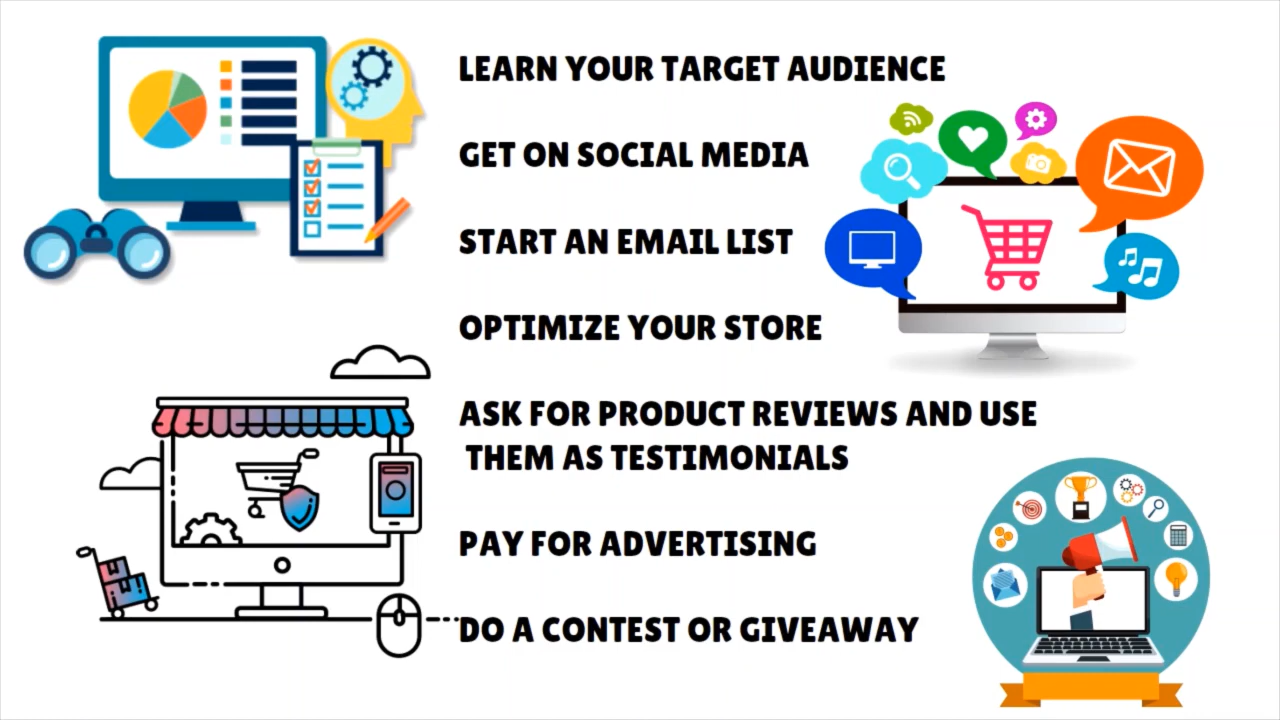 LEARN YOUR TARGET AUDIENCE
GET ON SOCIAL MEDIA
START AN EMAIL LIST
OPTIMIZE YOUR STORE
ASK FOR PRODUCT REVIEWS AND USE
THEM AS TESTIMONIALS
PAY FOR ADVERTISING
DO A CONTEST OR GIVEAWAY